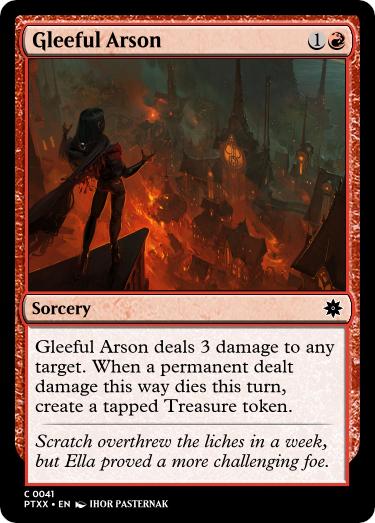 Gleeful Arson 1
Sorcery
Gleeful Arson deals 3 damage to any
target. When a permanent dealt
damage this way dies this turn,
create a tapped Treasure token.
Scratch overthrew the liches in a week,
but Ella proved a more challenging foe.
C 0041
PTXX • EN IHOR PASTERNAK